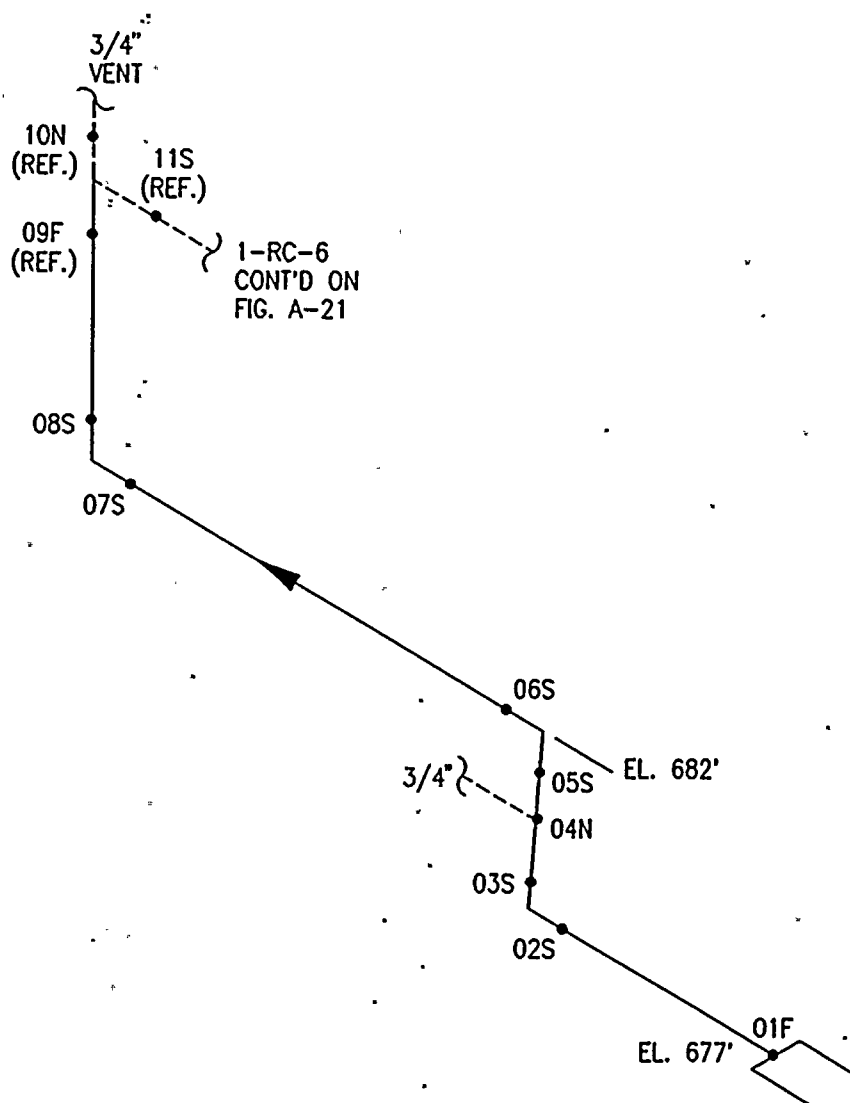 3/4"
VENT
10N
(REF.)
11S
(REF.)
09F
(REF.)
1-RC-6
CONT'D ON
FIG. A-21
08S
07S
06S
EL. 682'
05S
3/4"
04N
03S
02S
01F
EL. 677'